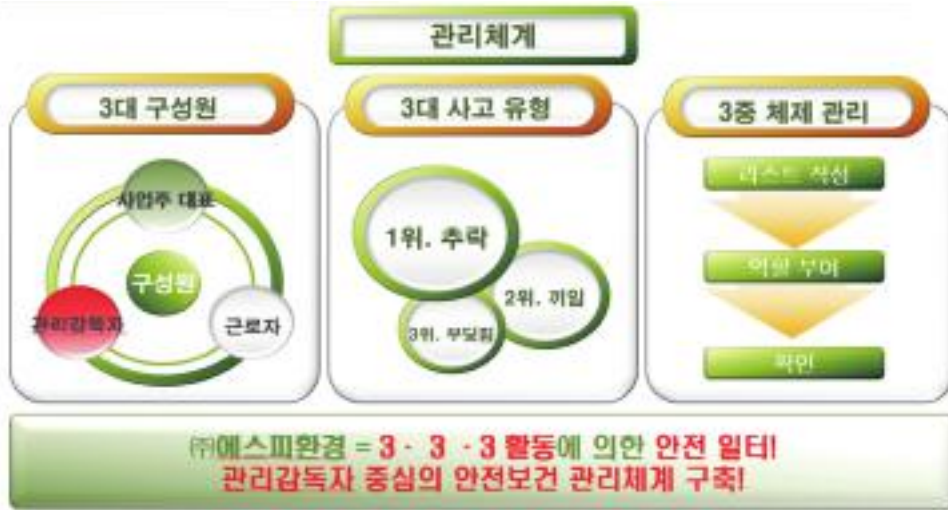 관리체계
3대 구성원
사업주 대표
구성원
관리감독자
근로자
3대 사고 유형
1위. 추락
2위. 끼임
3위. 부딪힘
3중 체제 관리
리스트 작성
역할 부여
확인
㈜에스피환경 = 3 - 3 - 3 활동에 의한 안전 일터!
관리감독자 중심의 안전보건 관리체계 구축!